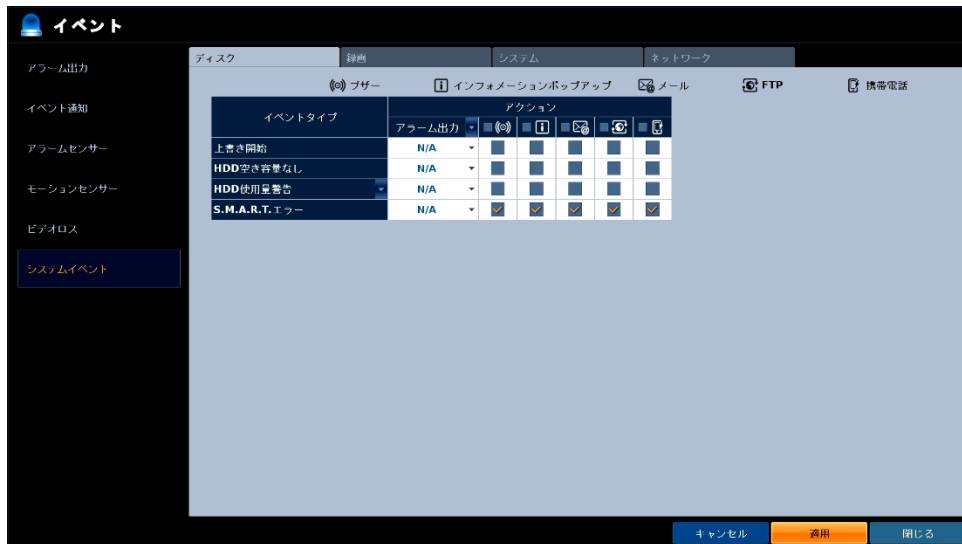 イベント
アラーム出力
イベント通知
アラームセンサー
モーションセンサー
ビデオロス
システムイベント
ディスク 録画 システム ネットワーク
ブザー インフォメーションポップアップ メール FTP 携帯電話
イベントタイプ アクション
アラーム出力
上書き開始 N/A
HDD空き容量なし N/A
HDD使用量警告 N/A
S.M.A.R.T.エラー N/A
キャンセル 適用 閉じる